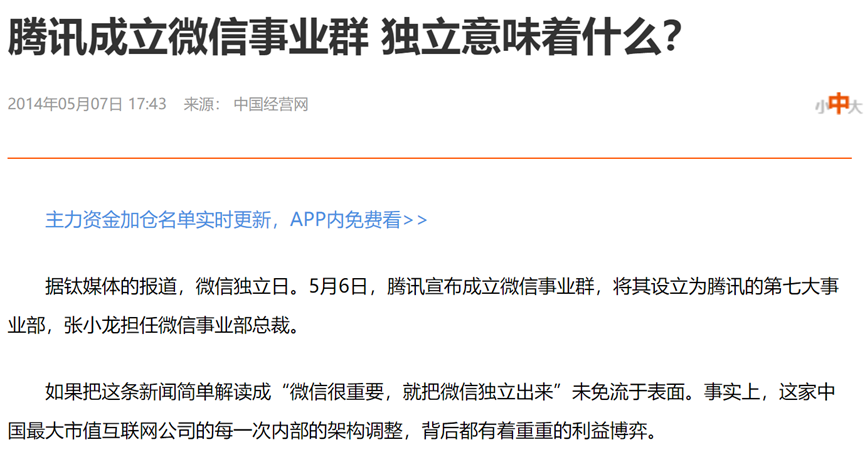 腾讯成立微信事业群 独立意味着什么？
2014年05月07日 17:43 来源： 中国经营网
小中大
主力资金加仓名单实时更新，APP内免费看>>
据钛媒体的报道，微信独立日。5月6日，腾讯宣布成立微信事业群，将其设立为腾讯的第七大事
业部，张小龙担任微信事业部总裁。
如果把这条新闻简单解读成“微信很重要，就把微信独立出来”未免流于表面。事实上，这家中
国最大市值互联网公司的每一次内部的架构调整，背后都有着重重的利益博弈。